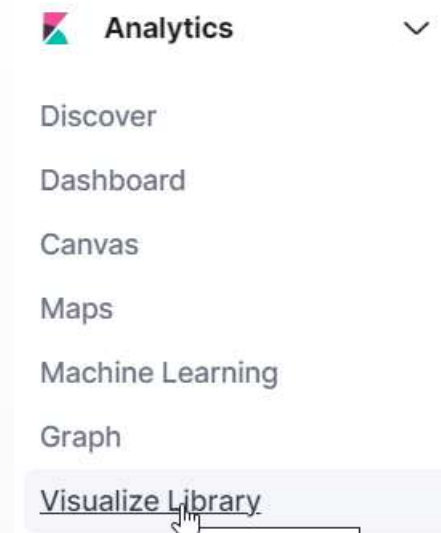 Analytics
Discover
Dashboard
Canvas
Maps
Machine Learning
Graph
Visualize Library